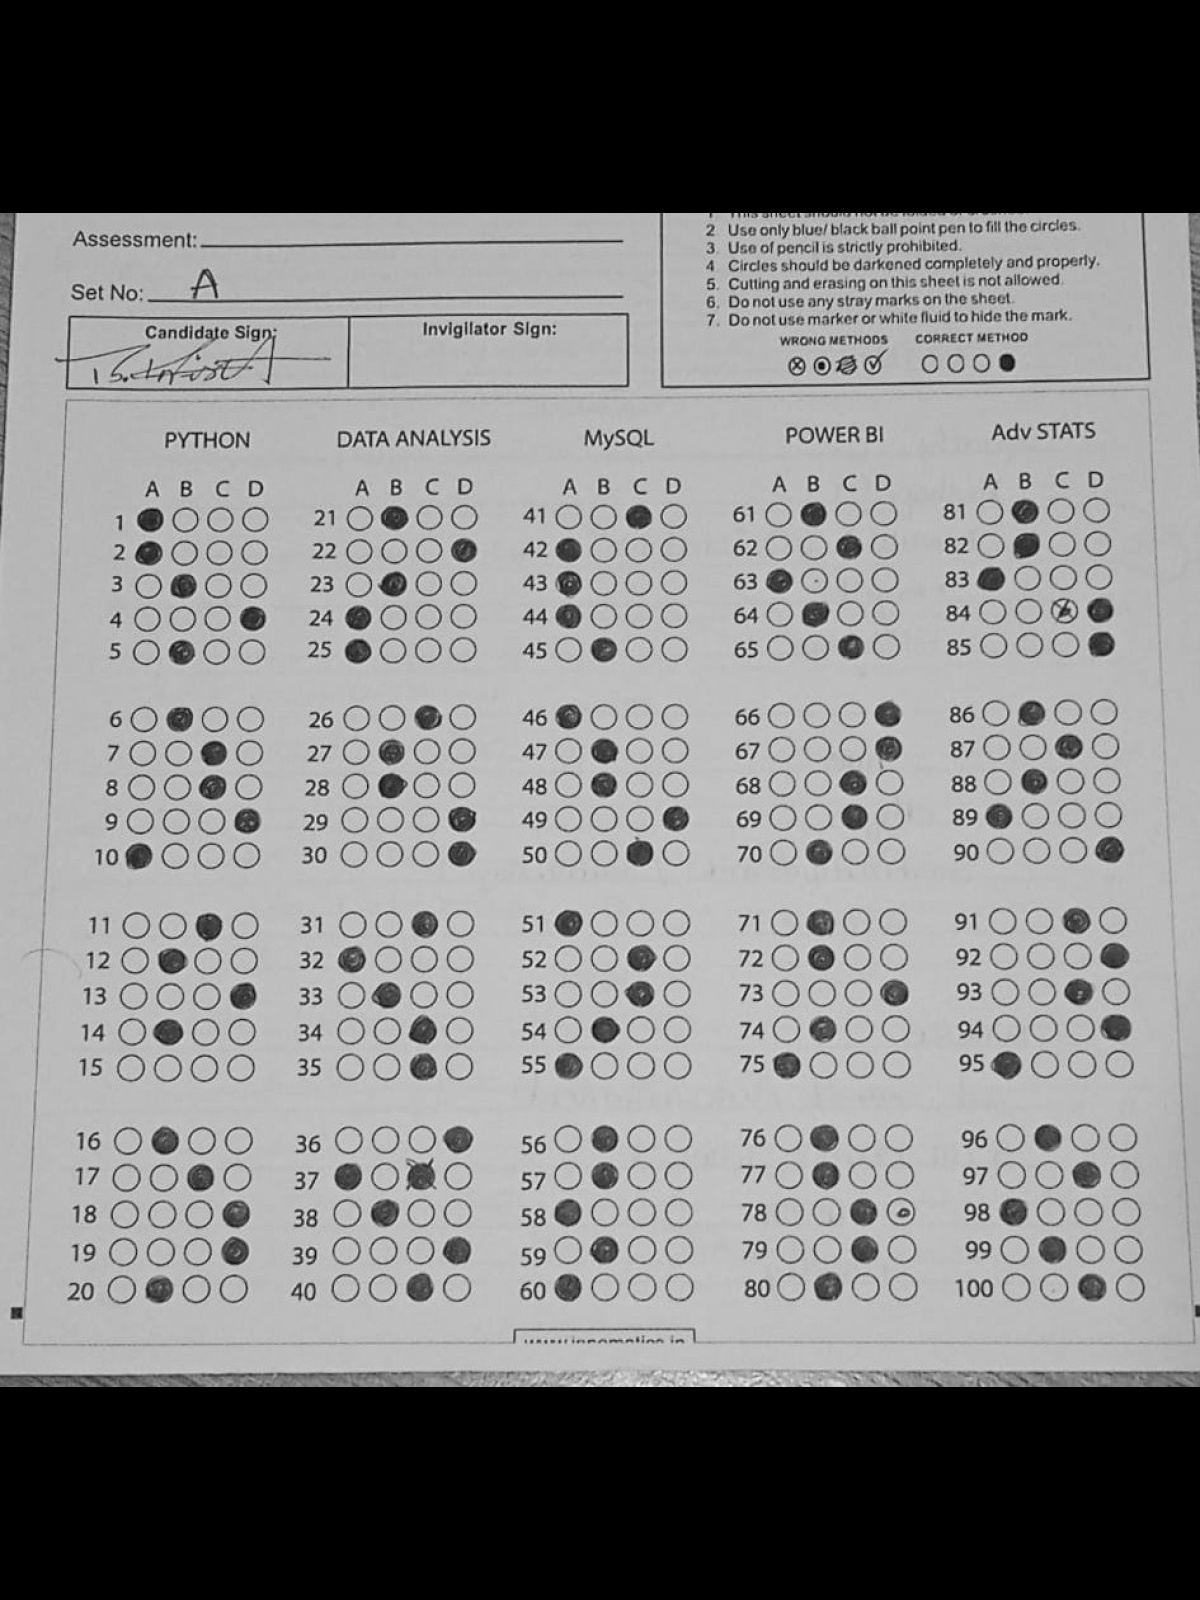 Assessment:
Set No: A
Candidate Sign:
Invigilator Sign:
2 Use only blue/ black ball point pen to fill the circles.
3. Use of pencil is strictly prohibited.
4 Circles should be darkened completely and properly.
5. Cutting and erasing on this sheet is not allowed.
6. Do not use any stray marks on the sheet.
7. Do not use marker or white fluid to hide the mark.
WRONG METHODS CORRECT METHOD
PYTHON DATA ANALYSIS MySQL POWER BI Adv STATS
A B C D A B C D A B C D A B C D A B C D
1 21 41 61 81
2 22 42 62 82
3 23 43 63 83
4 24 44 64 84
5 25 45 65 85
6 26 46 66 86
7 27 47 67 87
8 28 48 68 88
9 29 49 69 89
10 30 50 70 90
11 31 51 71 91
12 32 52 72 92
13 33 53 73 93
14 34 54 74 94
15 35 55 75 95
16 36 56 76 96
17 37 57 77 97
18 38 58 78 98
19 39 59 79 99
20 40 60 80 100